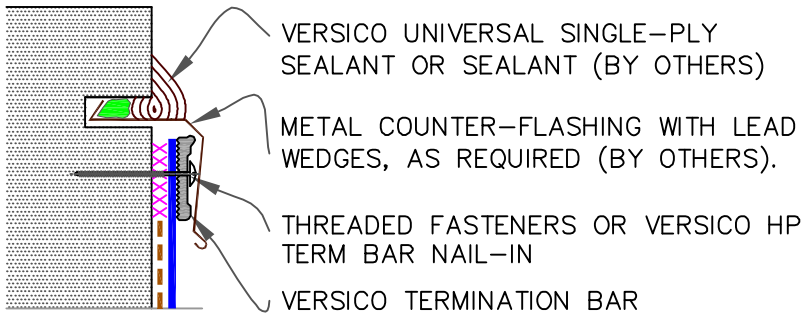 VERSICO UNIVERSAL SINGLE-PLY
SEALANT OR SEALANT (BY OTHERS)
METAL COUNTER-FLASHING WITH LEAD
WEDGES, AS REQUIRED (BY OTHERS).
THREADED FASTENERS OR VERSICO HP
TERM BAR NAIL-IN
VERSICO TERMINATION BAR